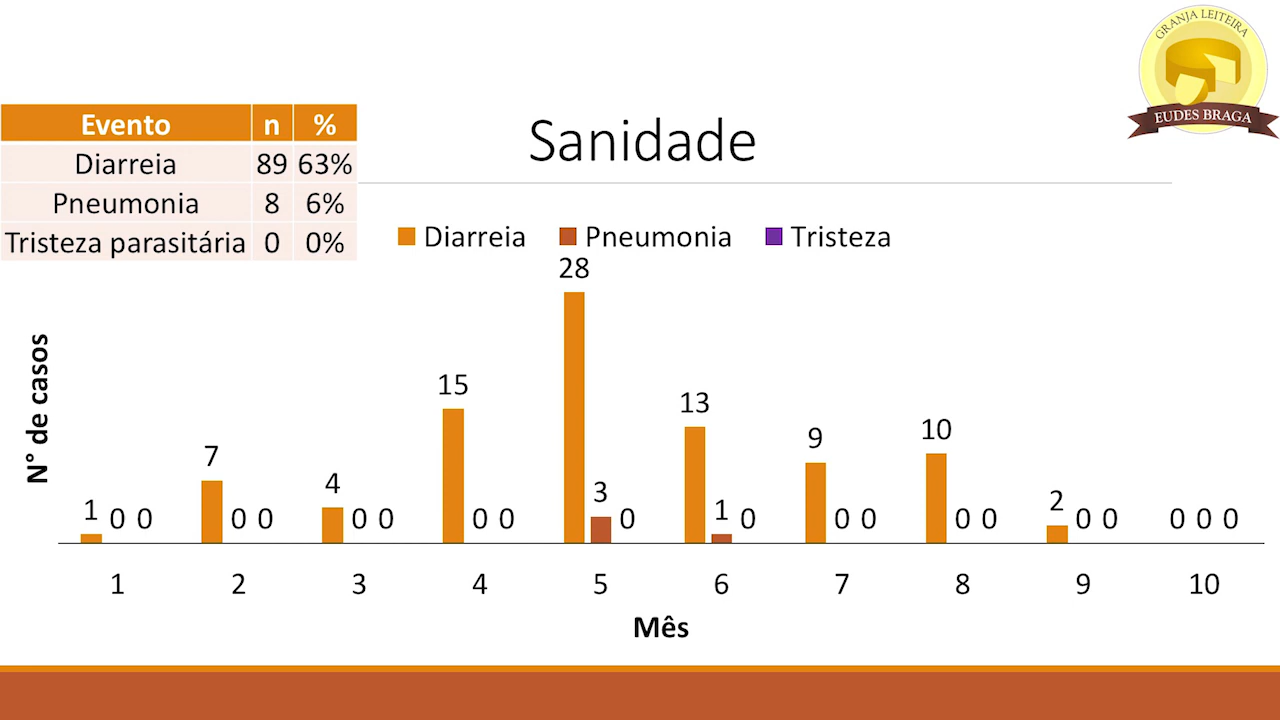 GRANJA LEITEIRA
EUDES BRAGA
Sanidade
Evento n %
Diarreia 89 63%
Pneumonia 8 6%
Tristeza parasitária 0 0%
Diarreia Pneumonia Tristeza
N° de casos
1 0 0 7 0 0 4 0 0 15 0 0 28 3 0 13 1 0 9 0 0 10 0 0 2 0 0 0 0 0
1 2 3 4 5 6 7 8 9 10
Mês